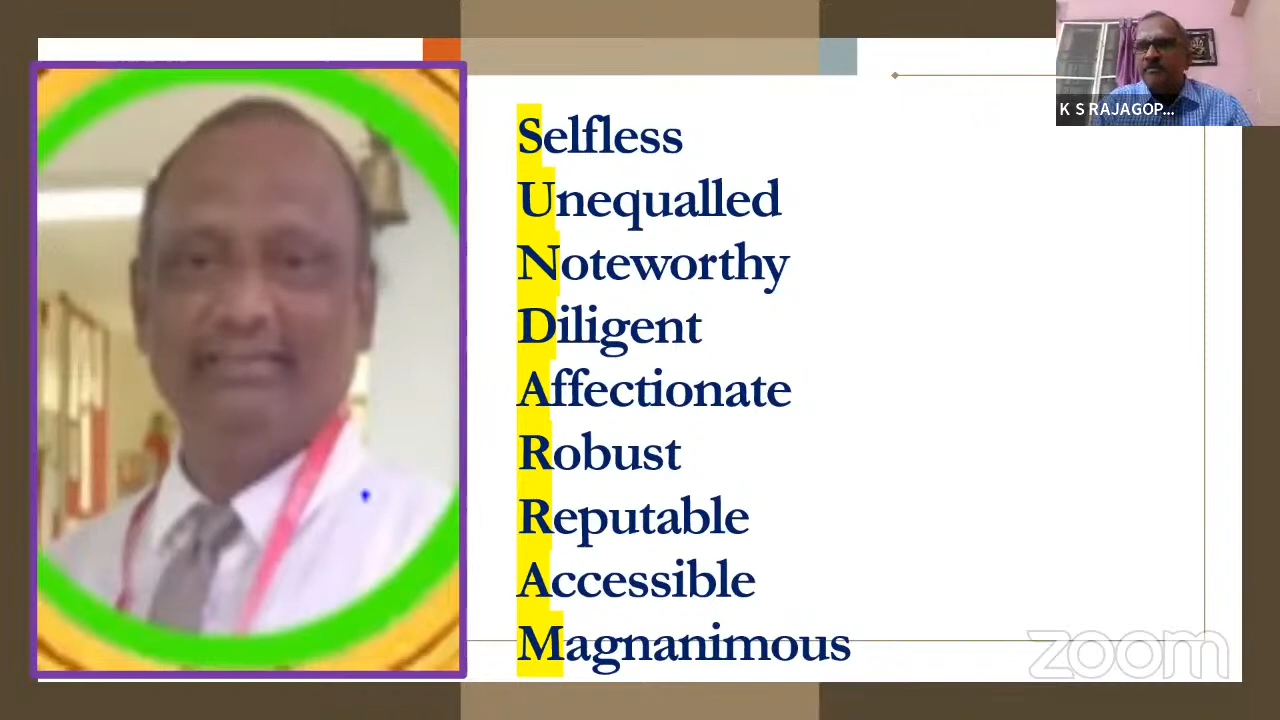 K S RAJAGOP...
Selfless
Unequalled
Noteworthy
Diligent
Affectionate
Robust
Reputable
Accessible
Magnanimous
zoom